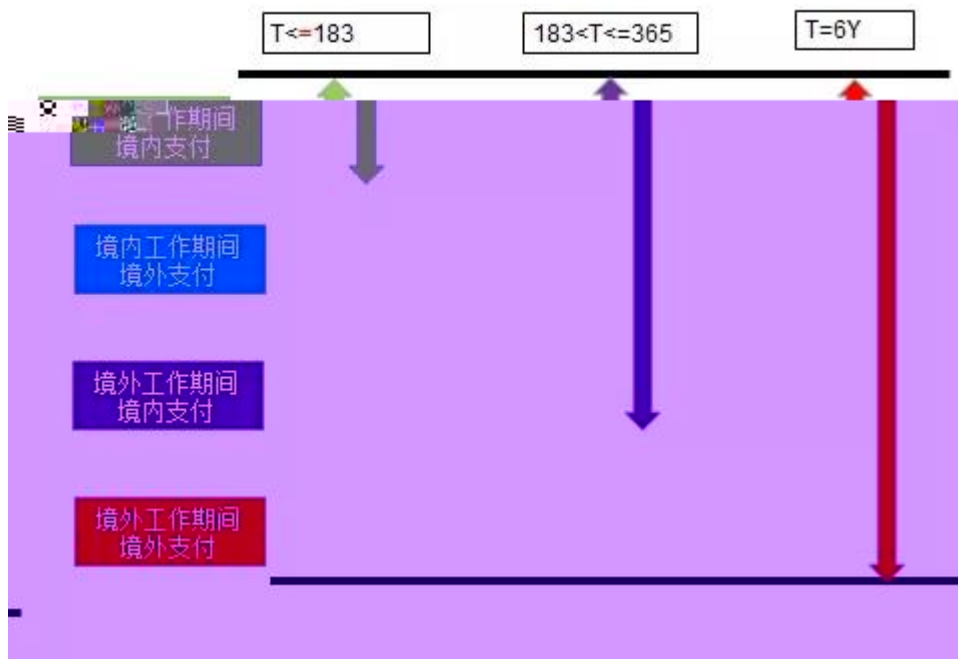 T<=183
183<T<=365
T=6Y
工作期间
境内支付
境内工作期间
境外支付
境外工作期间
境内支付
境外工作期间
境外支付